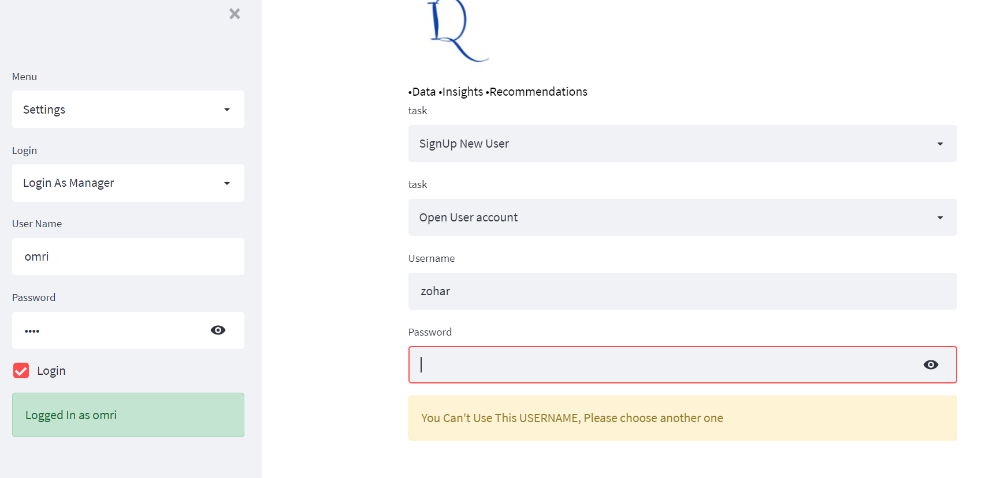 Menu
Settings
Login
Login As Manager
User Name
omri
Password
••••
Login
Logged In as omri
•Data •Insights •Recommendations
task
SignUp New User
task
Open User account
Username
zohar
Password
You Can't Use This USERNAME, Please choose another one